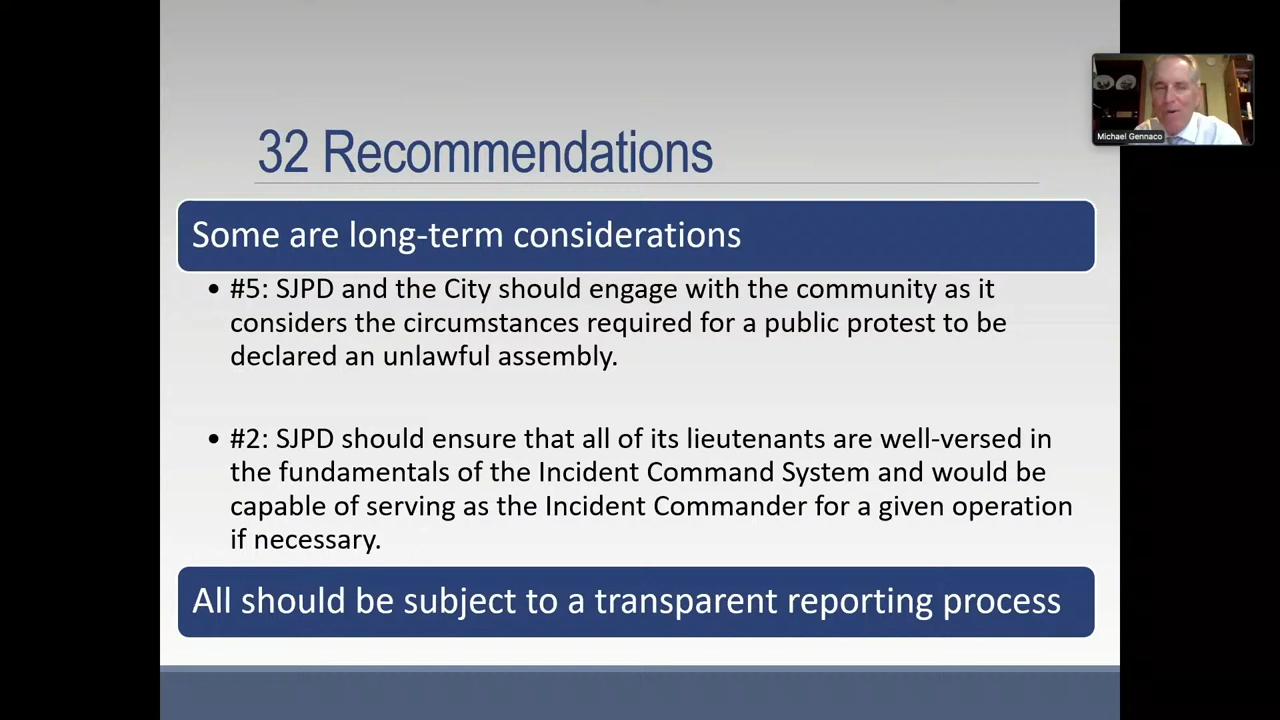 32 Recommendations
Michael Gennaco
Some are long-term considerations
• #5: SJPD and the City should engage with the community as it
considers the circumstances required for a public protest to be
declared an unlawful assembly.
• #2: SJPD should ensure that all of its lieutenants are well-versed in
the fundamentals of the Incident Command System and would be
capable of serving as the Incident Commander for a given operation
if necessary.
All should be subject to a transparent reporting process